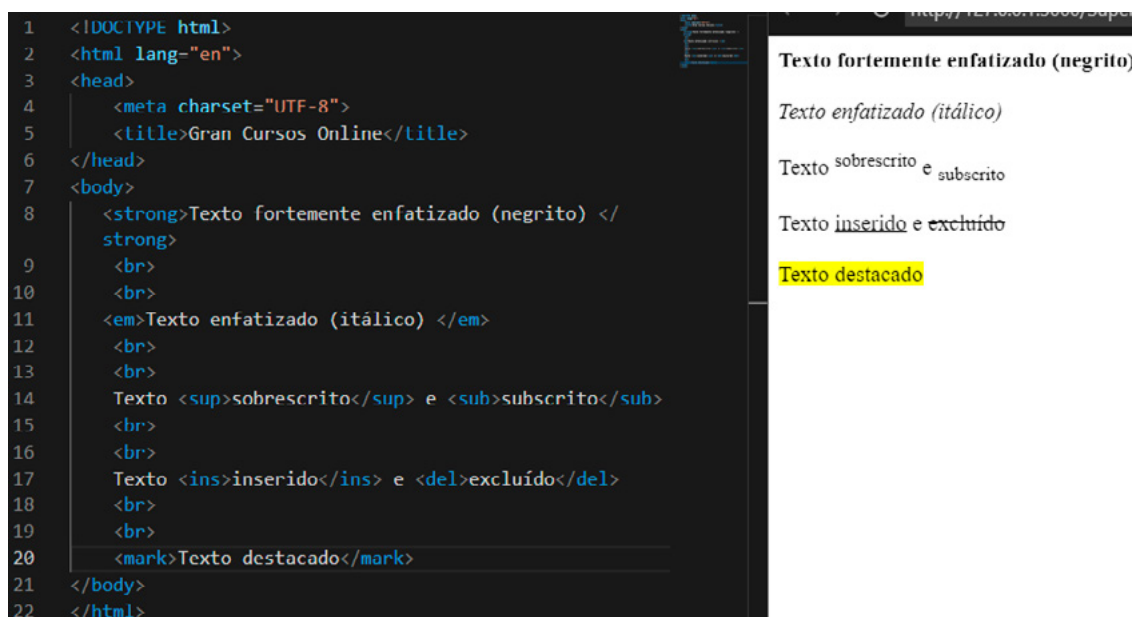 1 <!DOCTYPE html>
2 <html lang="en">
3 <head>
4 <meta charset="UTF-8">
5 <title>Gran Cursos Online</title>
6 </head>
7 <body>
8 <strong>Texto fortemente enfatizado (negrito) </
strong>
9 <br>
10 <br>
11 <em>Texto enfatizado (itálico) </em>
12 <br>
13 <br>
14 Texto <sup>sobrescrito</sup> e <sub>subscrito</sub>
15 <br>
16 <br>
17 Texto <ins>inserido</ins> e <del>excluído</del>
18 <br>
19 <br>
20 <mark>Texto destacado</mark>
21 </body>
22 </html>
Texto fortemente enfatizado (negrito)
Texto enfatizado (itálico)
Texto sobrescrito e subscrito
Texto inserido e excluído
Texto destacado